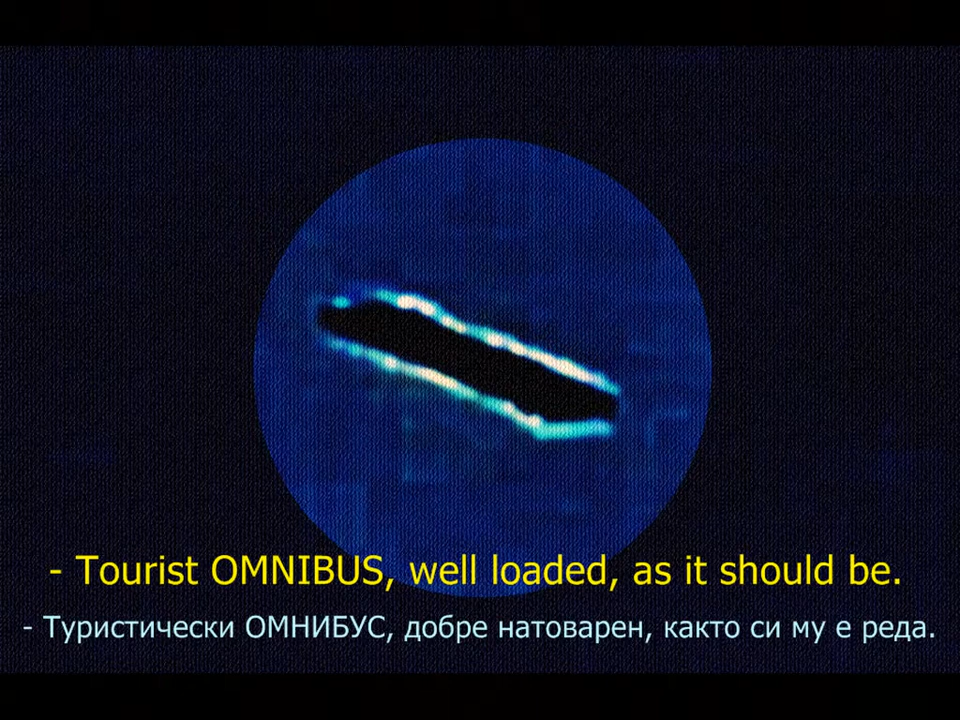 - Tourist OMNIBUS, well loaded, as it should be.
- Туристически ОМНИБУС, добре натоварен, както си му е реда.